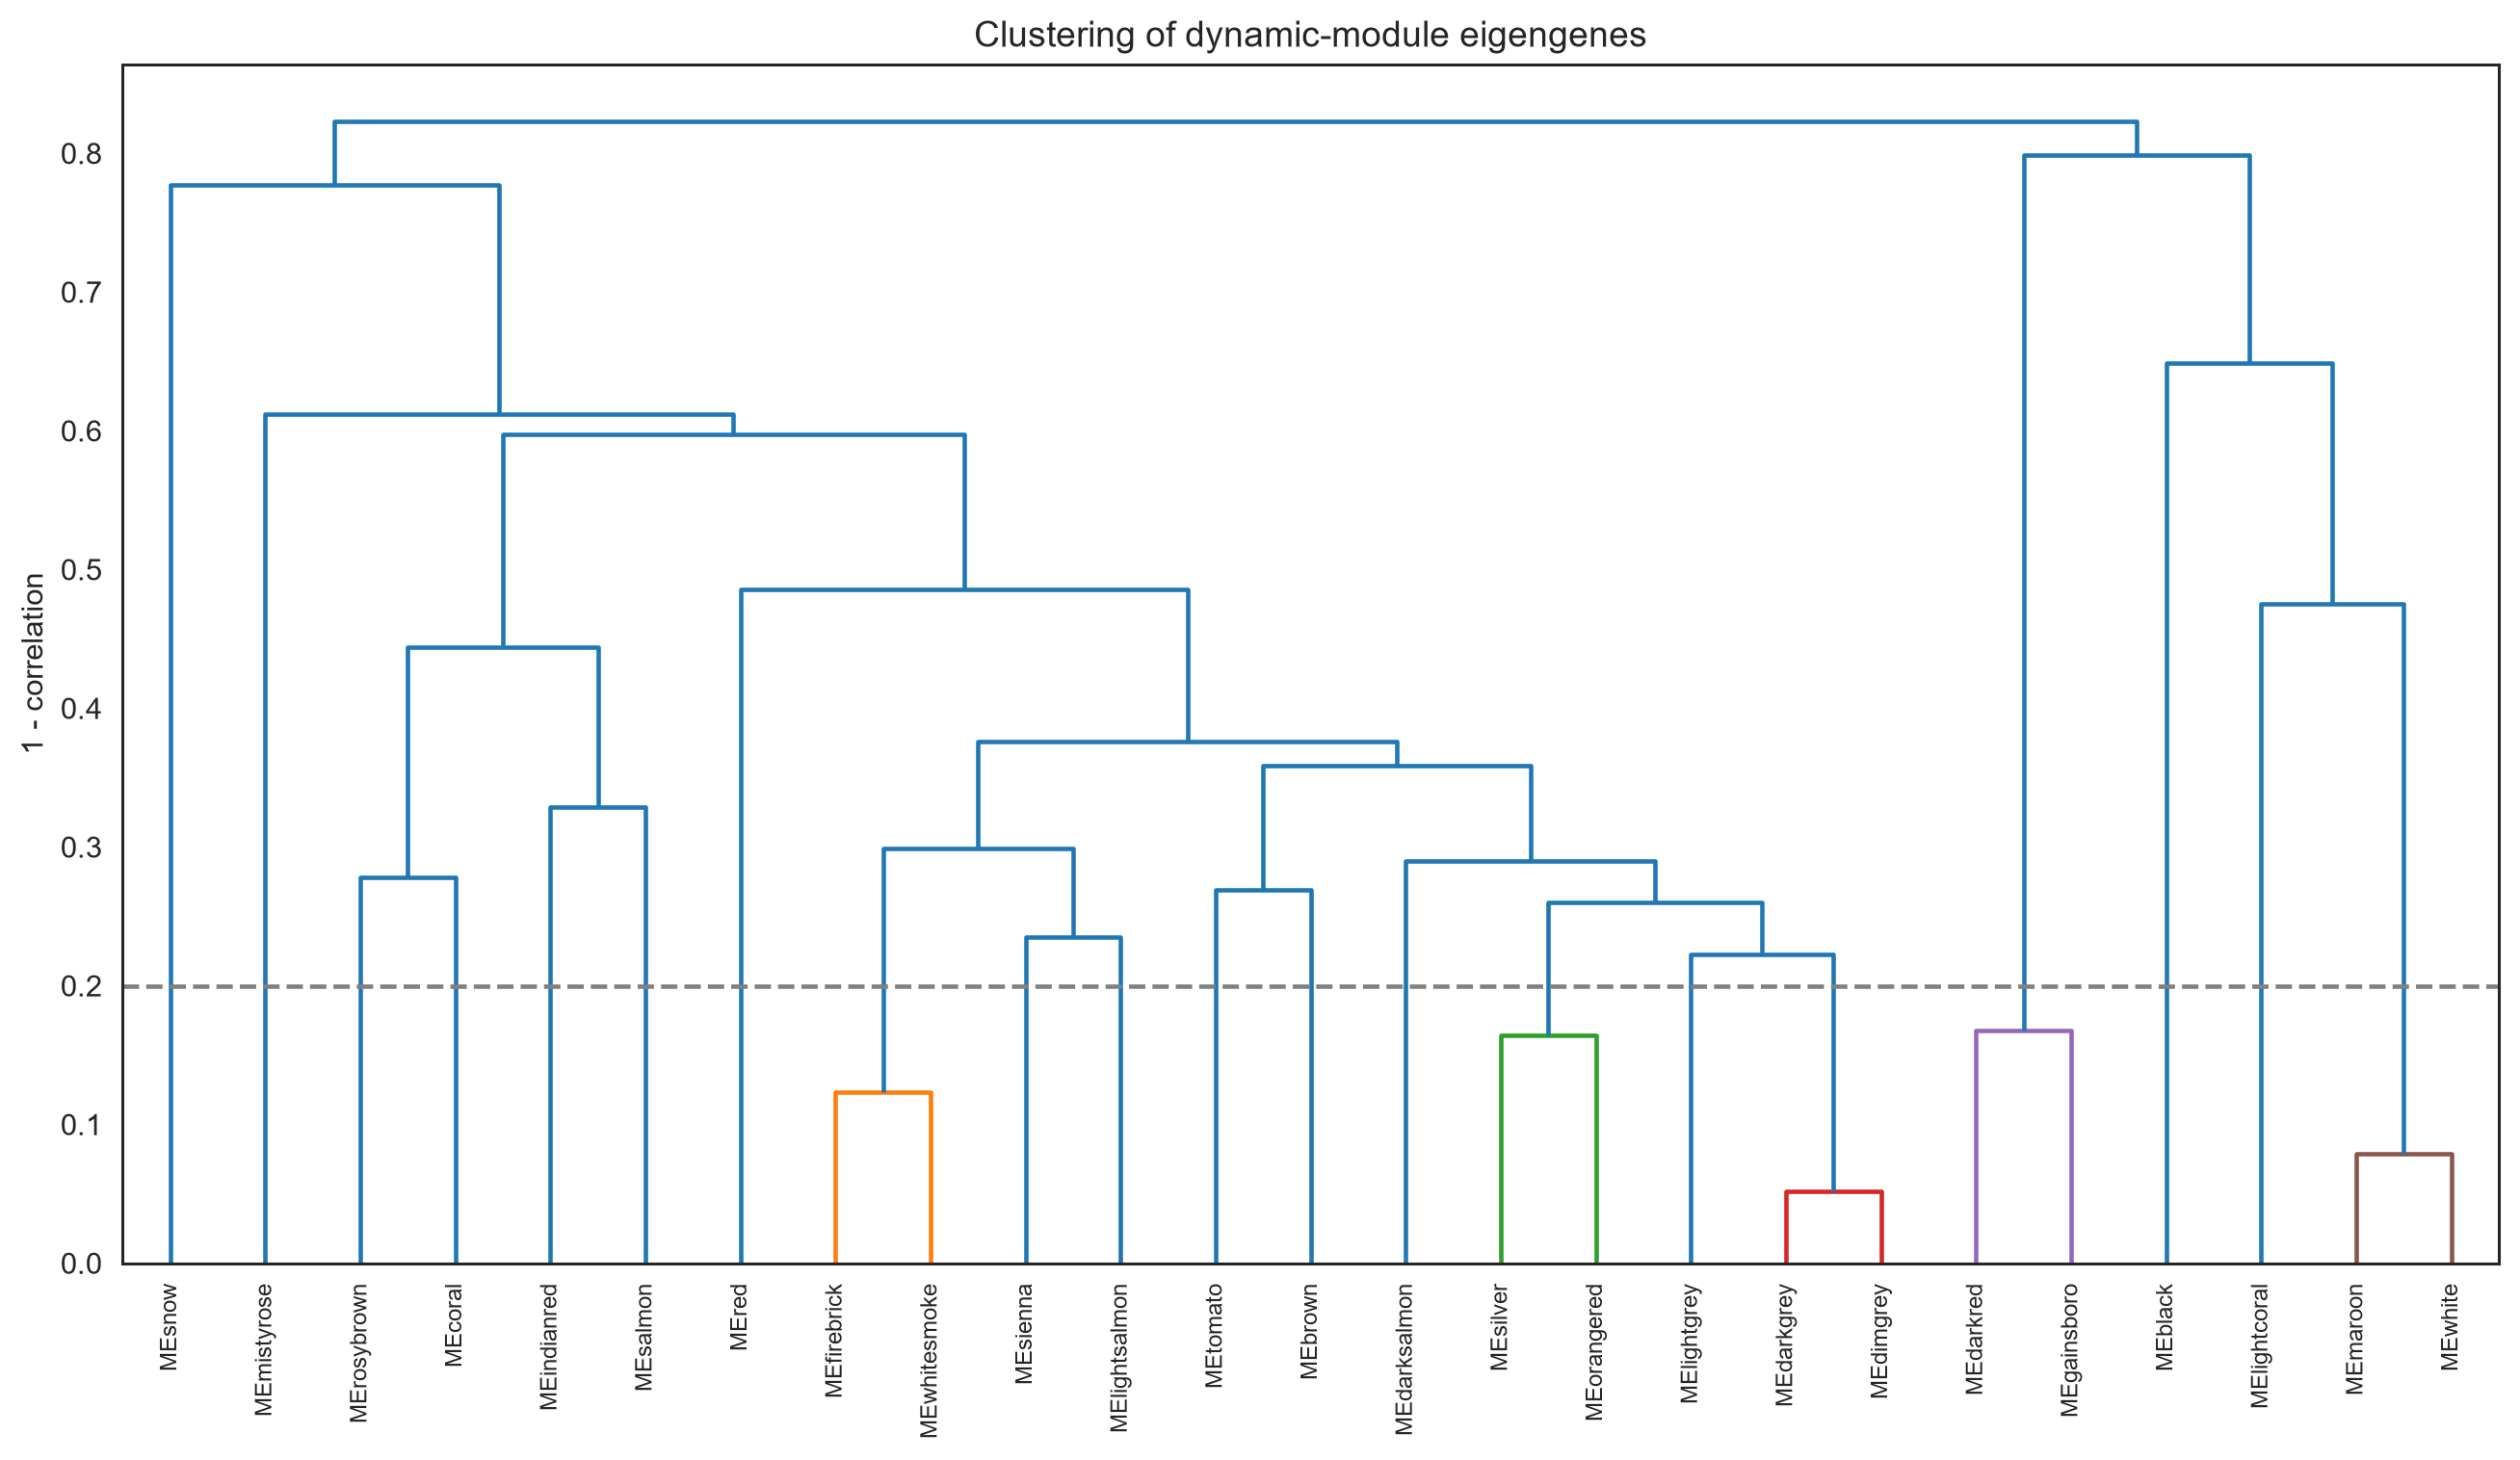 Clustering of dynamic-module eigengenes
1 - correlation
0.8
0.7
0.6
0.5
0.4
0.3
0.2
0.1
0.0
MEsnow
MEmistyrose
MErosybrown
MEcoral
MEindianred
MEsalmon
MEred
MEfirebrick
MEwhitesmoke
MEsienna
MElightsalmon
MEtomato
MEbrown
MEdarksalmon
MEsilver
MEorangered
MElightgrey
MEdarkgrey
MEdimgrey
MEdarkred
MEgainsboro
MEblack
MElightcoral
MEmaroon
MEwhite